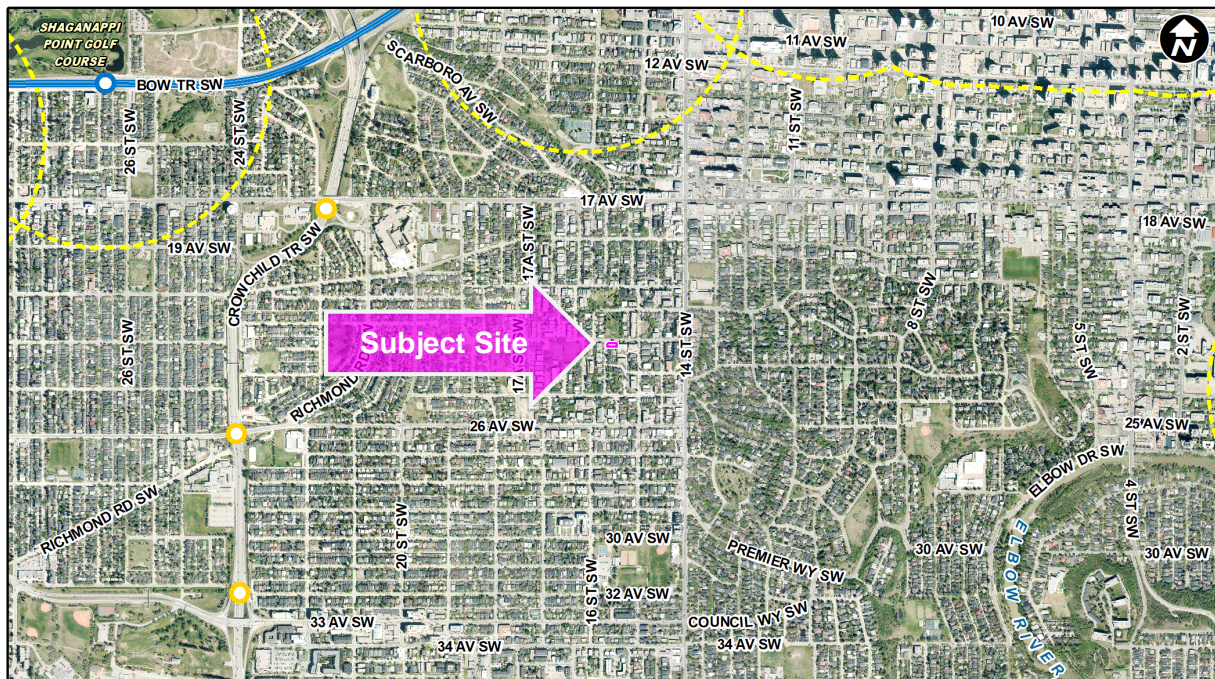 SHAGANAPPI
POINT GOLF
COURSE
10 AV SW
N
11 AV SW
SCARBORO AV SW
12 AV SW
BOW TR SW
11 ST SW
26 ST SW
24 ST SW
17 AV SW
18 AV SW
19 AV SW
17A ST SW
CROWCHILD TR SW
8 ST SW
2 ST SW
5 ST SW
26 ST SW
Subject Site
14 ST SW
RICHMOND RD
26 AV SW
25 AV SW
ELBOW DR SW
RICHMOND RD SW
4 ST SW
20 ST SW
30 AV SW
PREMIER WY SW
30 AV SW
30 AV SW
ELBOW RIVER
16 ST SW
32 AV SW
33 AV SW
COUNCIL WY SW
34 AV SW
34 AV SW